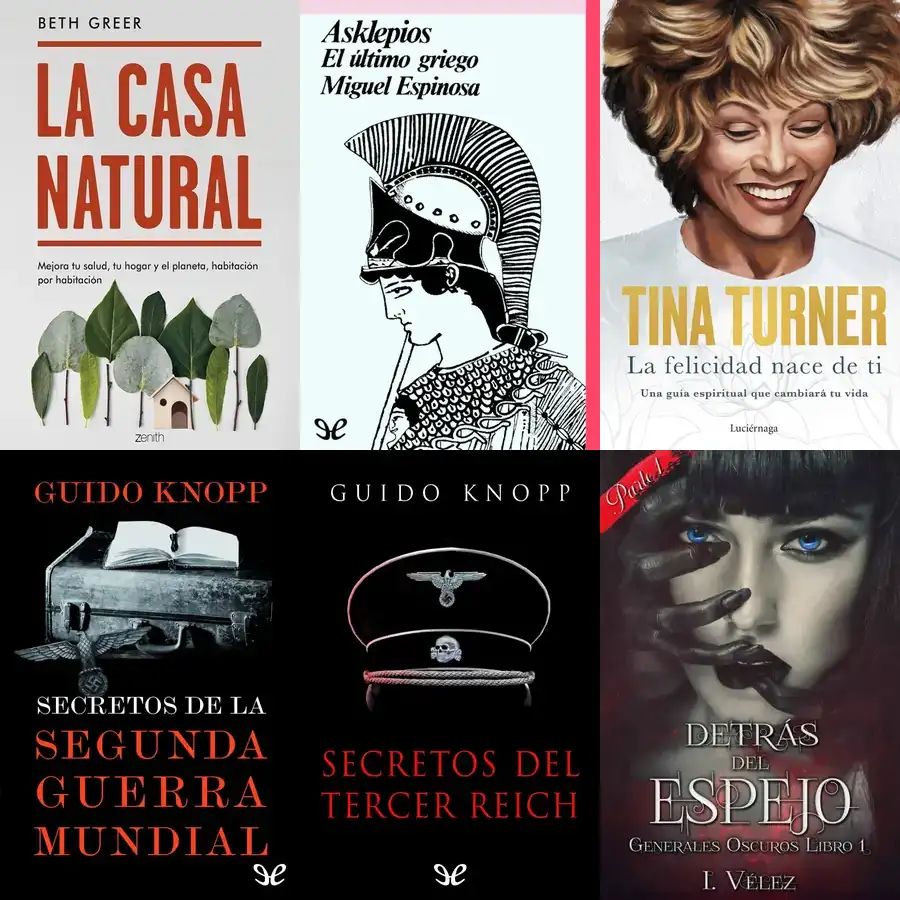 BETH GREER
LA CASA
NATURAL
Mejora tu salud, tu hogar y el planeta, habitación
por habitación
zenith
Asklepios
El último griego
Miguel Espinosa
TINA TURNER
La felicidad nace de ti
Una guía espiritual que cambiará tu vida
Luciérnaga
GUIDO KNOPP
SECRETOS DE LA
SEGUNDA
GUERRA
MUNDIAL
GUIDO KNOPP
SECRETOS DEL
TERCER REICH
Parte 1
DETRÁS
DEL
ESPEJO
GENERALES OSCUROS LIBRO 1
I. VÉLEZ